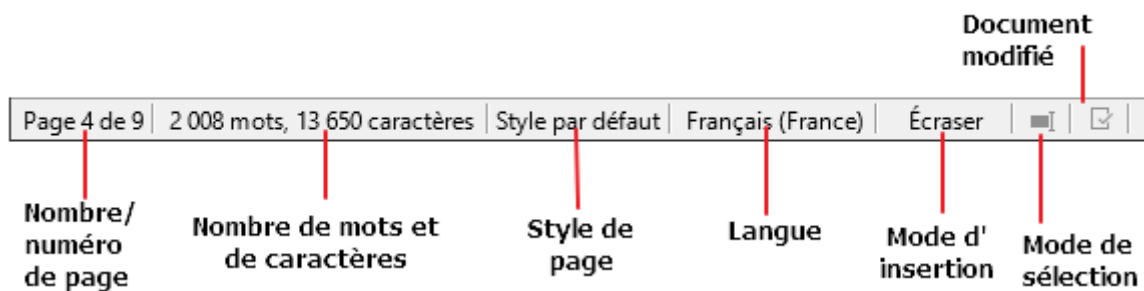 Document
modifié
Page 4 de 9 2 008 mots, 13 650 caractères Style par défaut Français (France) Écraser
Nombre/
numéro
de page
Nombre de mots et
de caractères
Style de
page
Langue
Mode d'
insertion
Mode de
sélection